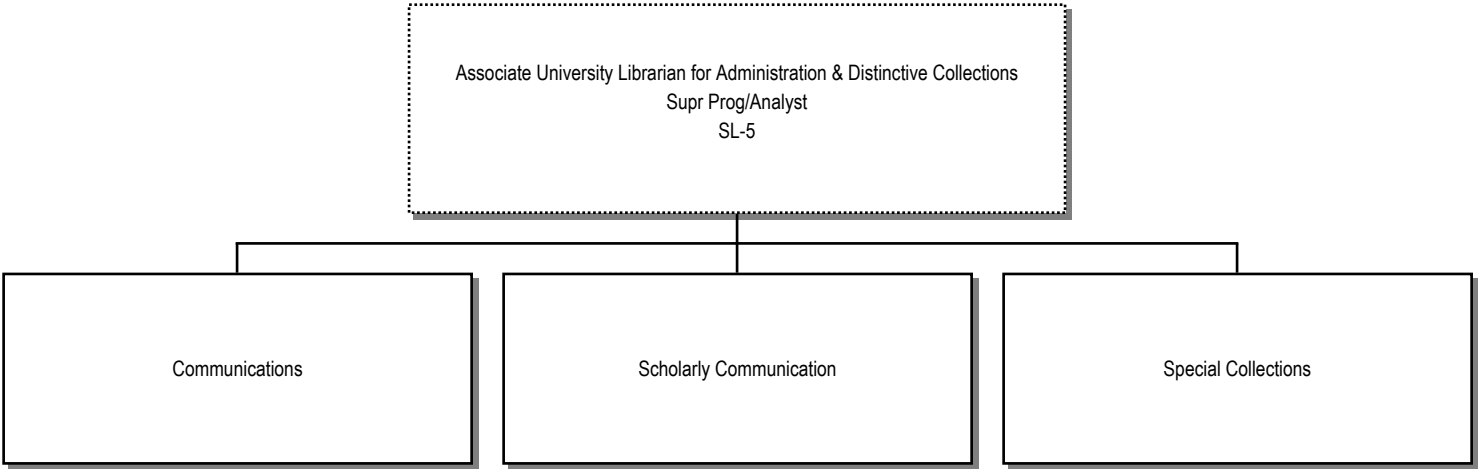 Associate University Librarian for Administration & Distinctive Collections
Supr Prog/Analyst
SL-5
Communications
Scholarly Communication
Special Collections